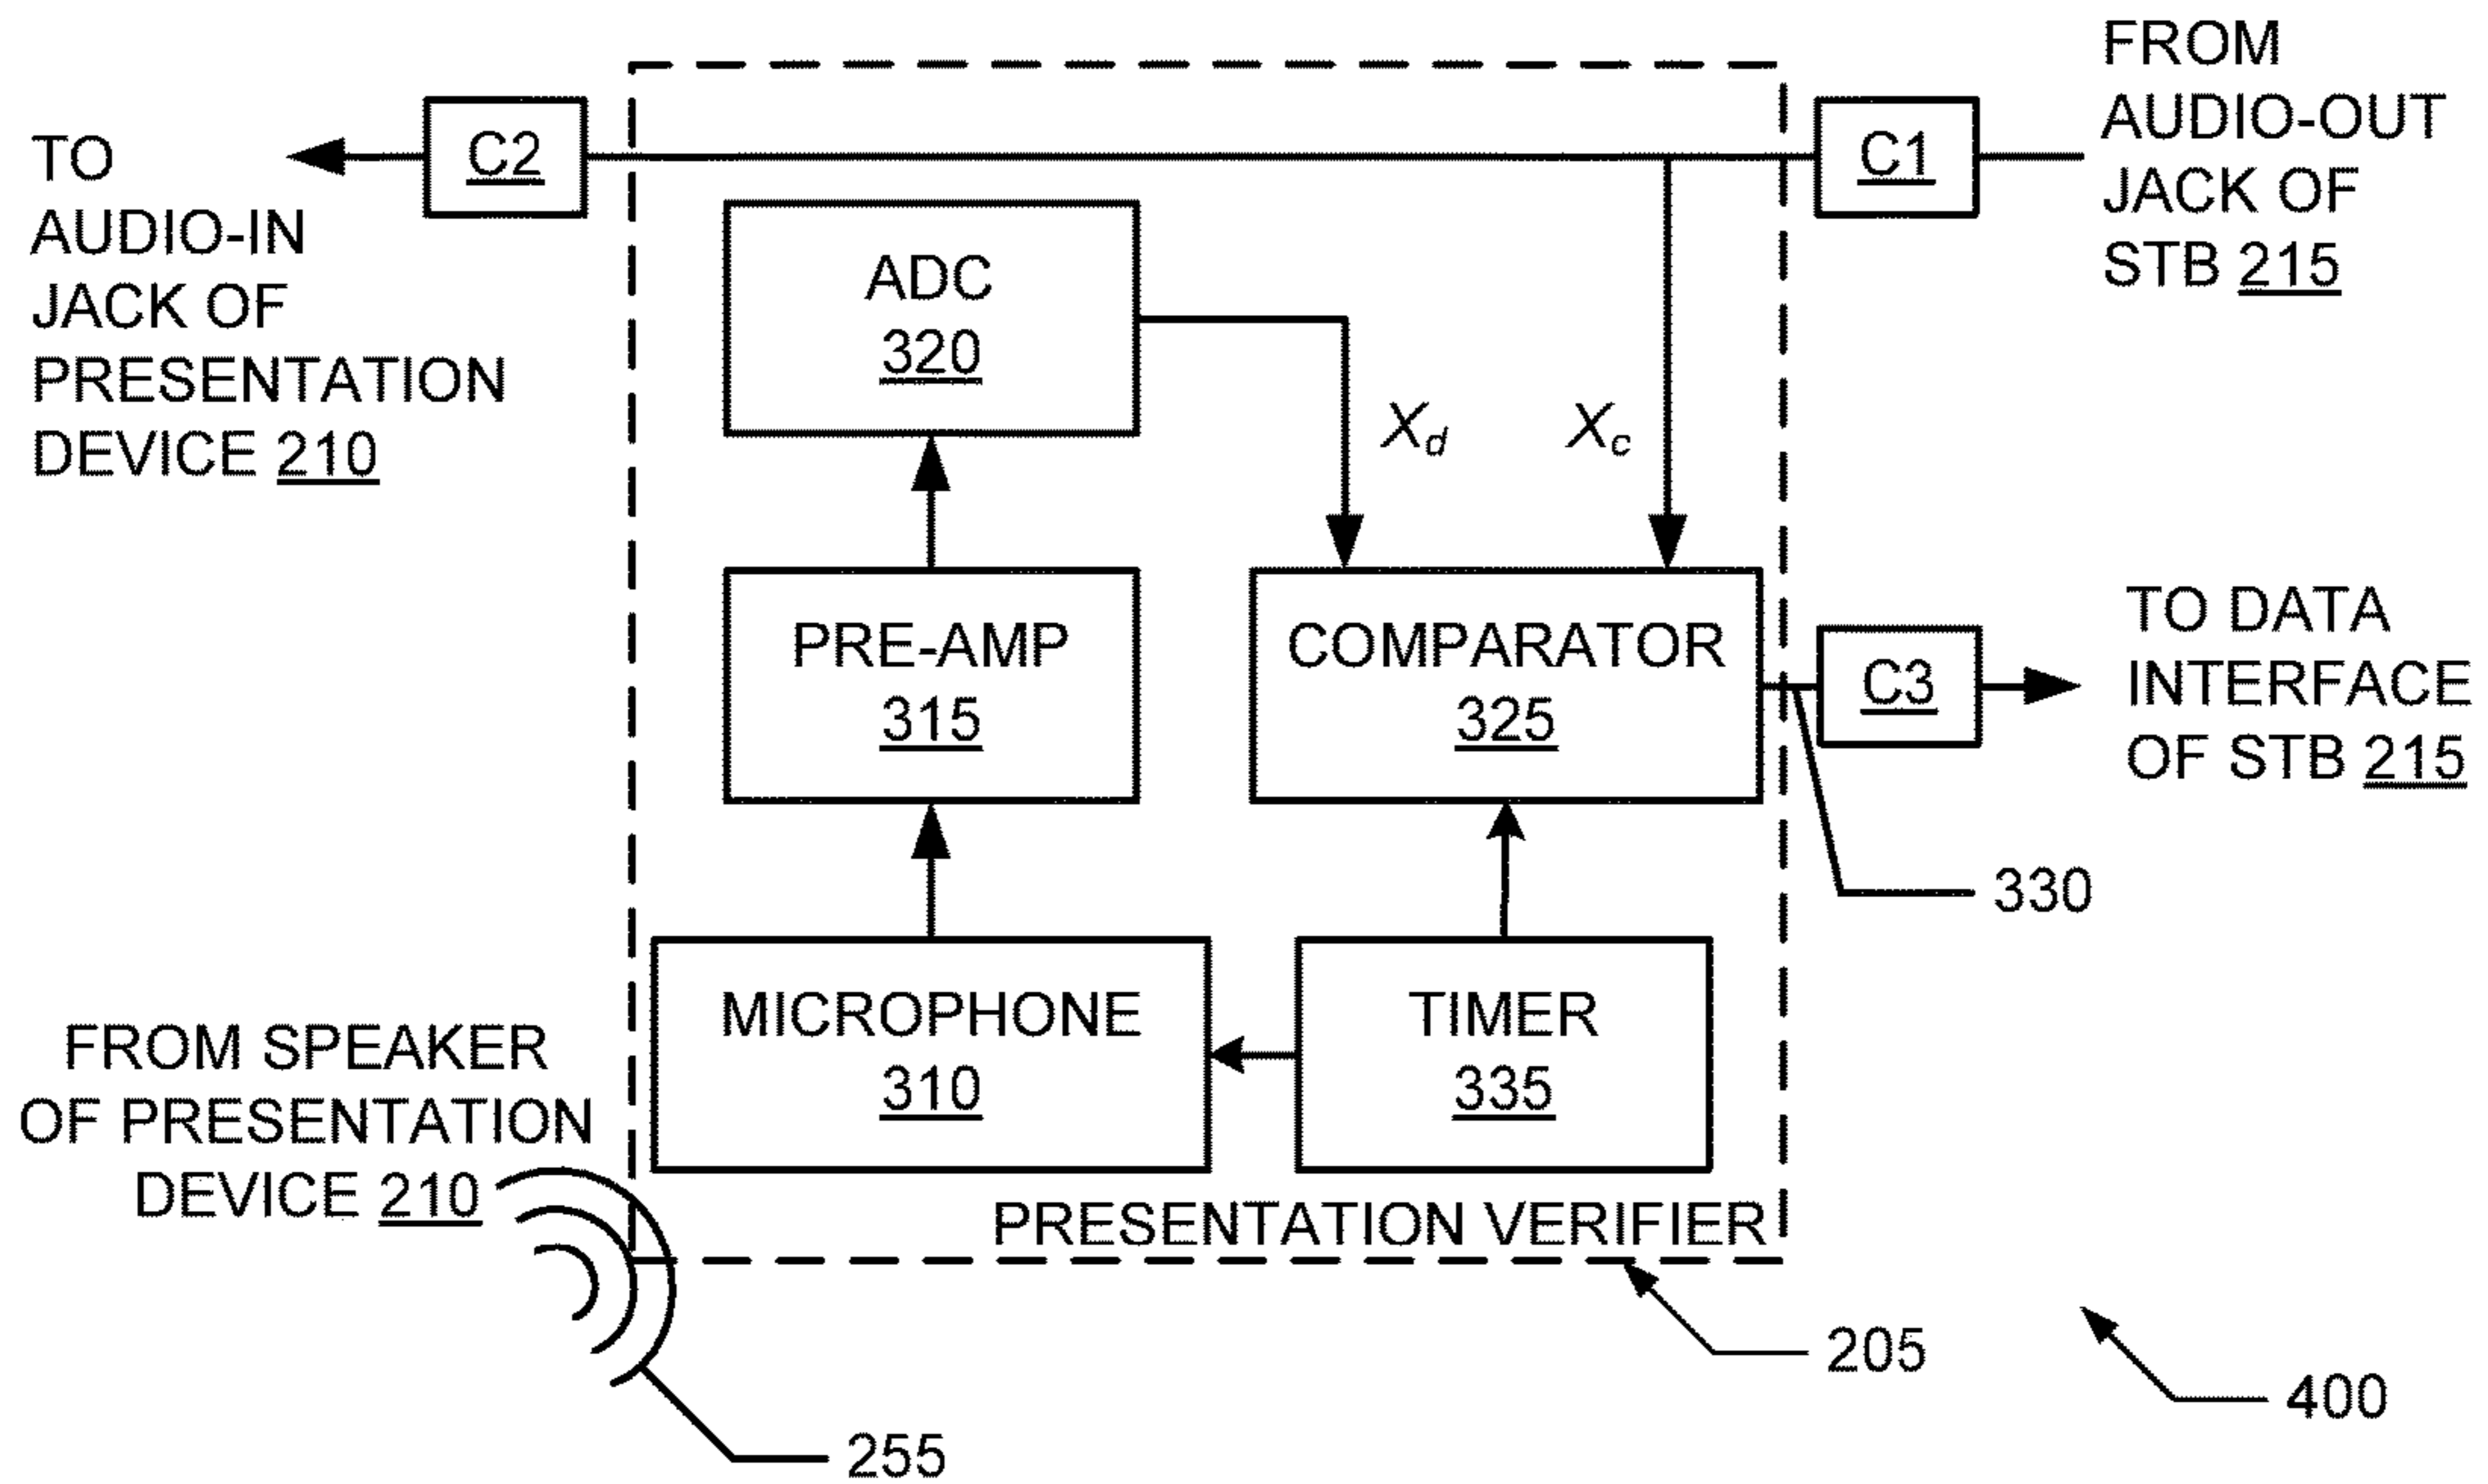 FROM
AUDIO-OUT
JACK OF
STB 215
C1
C2
TO
AUDIO-IN
JACK OF
PRESENTATION
DEVICE 210
ADC
320
Xd
Xc
PRE-AMP
315
COMPARATOR
325
C3
TO DATA
INTERFACE
OF STB 215
330
MICROPHONE
310
TIMER
335
FROM SPEAKER
OF PRESENTATION
DEVICE 210
PRESENTATION VERIFIER
205
400
255